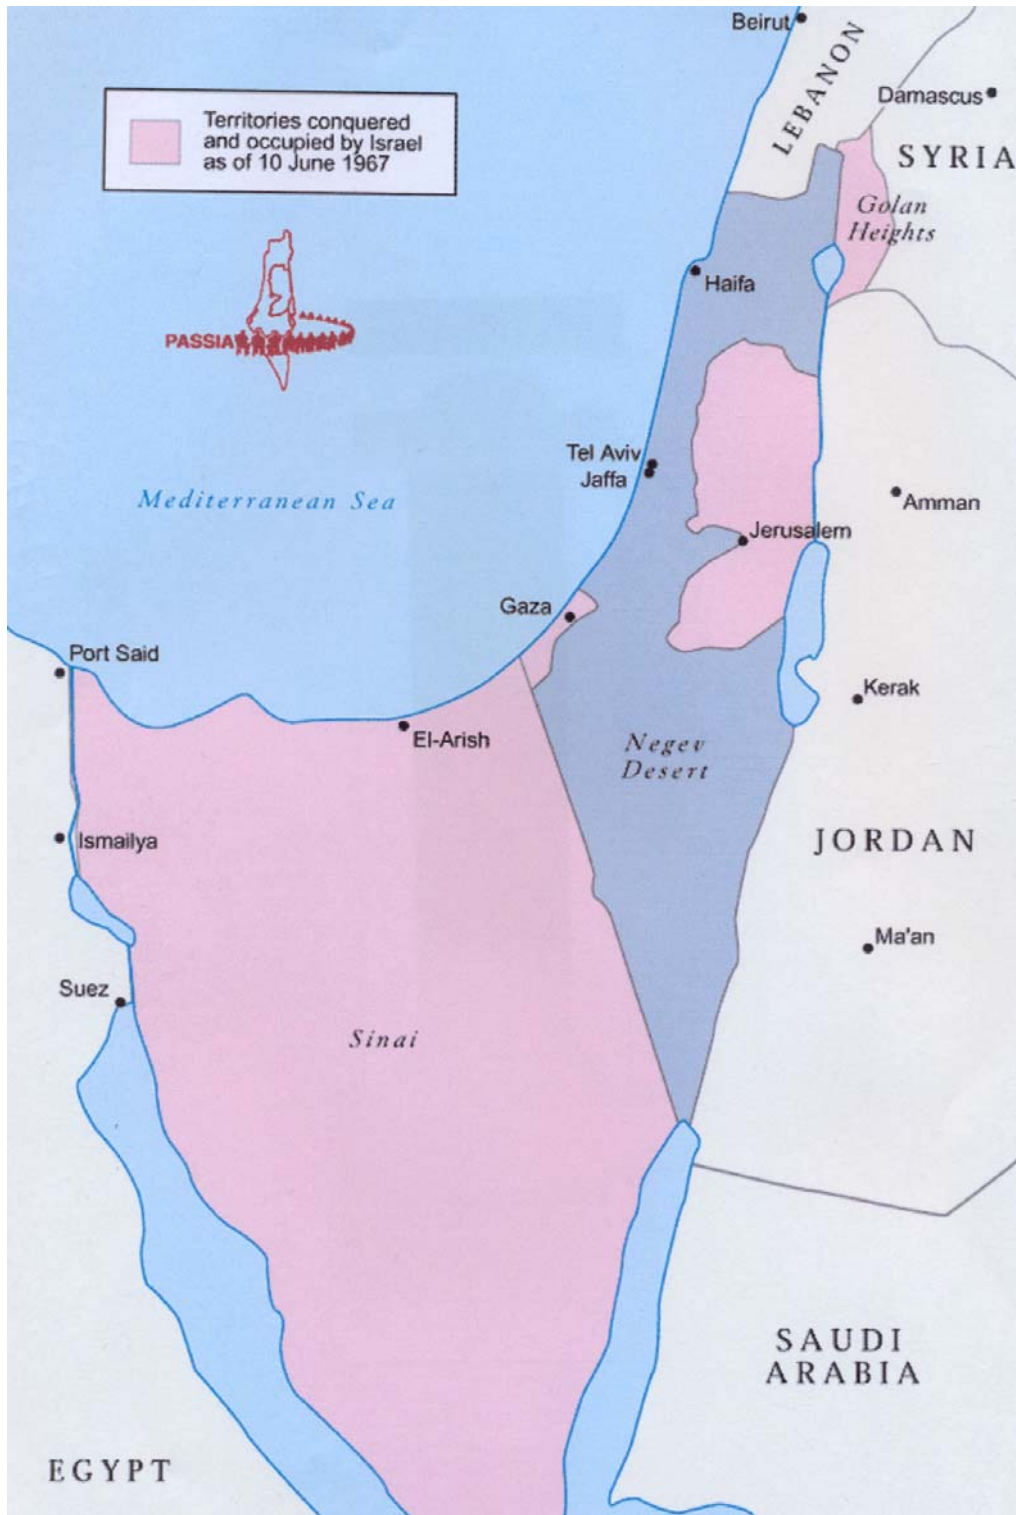 Beirut
LEBANON
Damascus
Territories conquered
and occupied by Israel
as of 10 June 1967
SYRIA
Golan
Heights
Haifa
PASSIA
Tel Aviv
Jaffa
Mediterranean Sea
Amman
Jerusalem
Gaza
Port Said
Kerak
El-Arish
Negev
Desert
Ismailya
JORDAN
Ma'an
Suez
Sinai
SAUDI
ARABIA
EGYPT